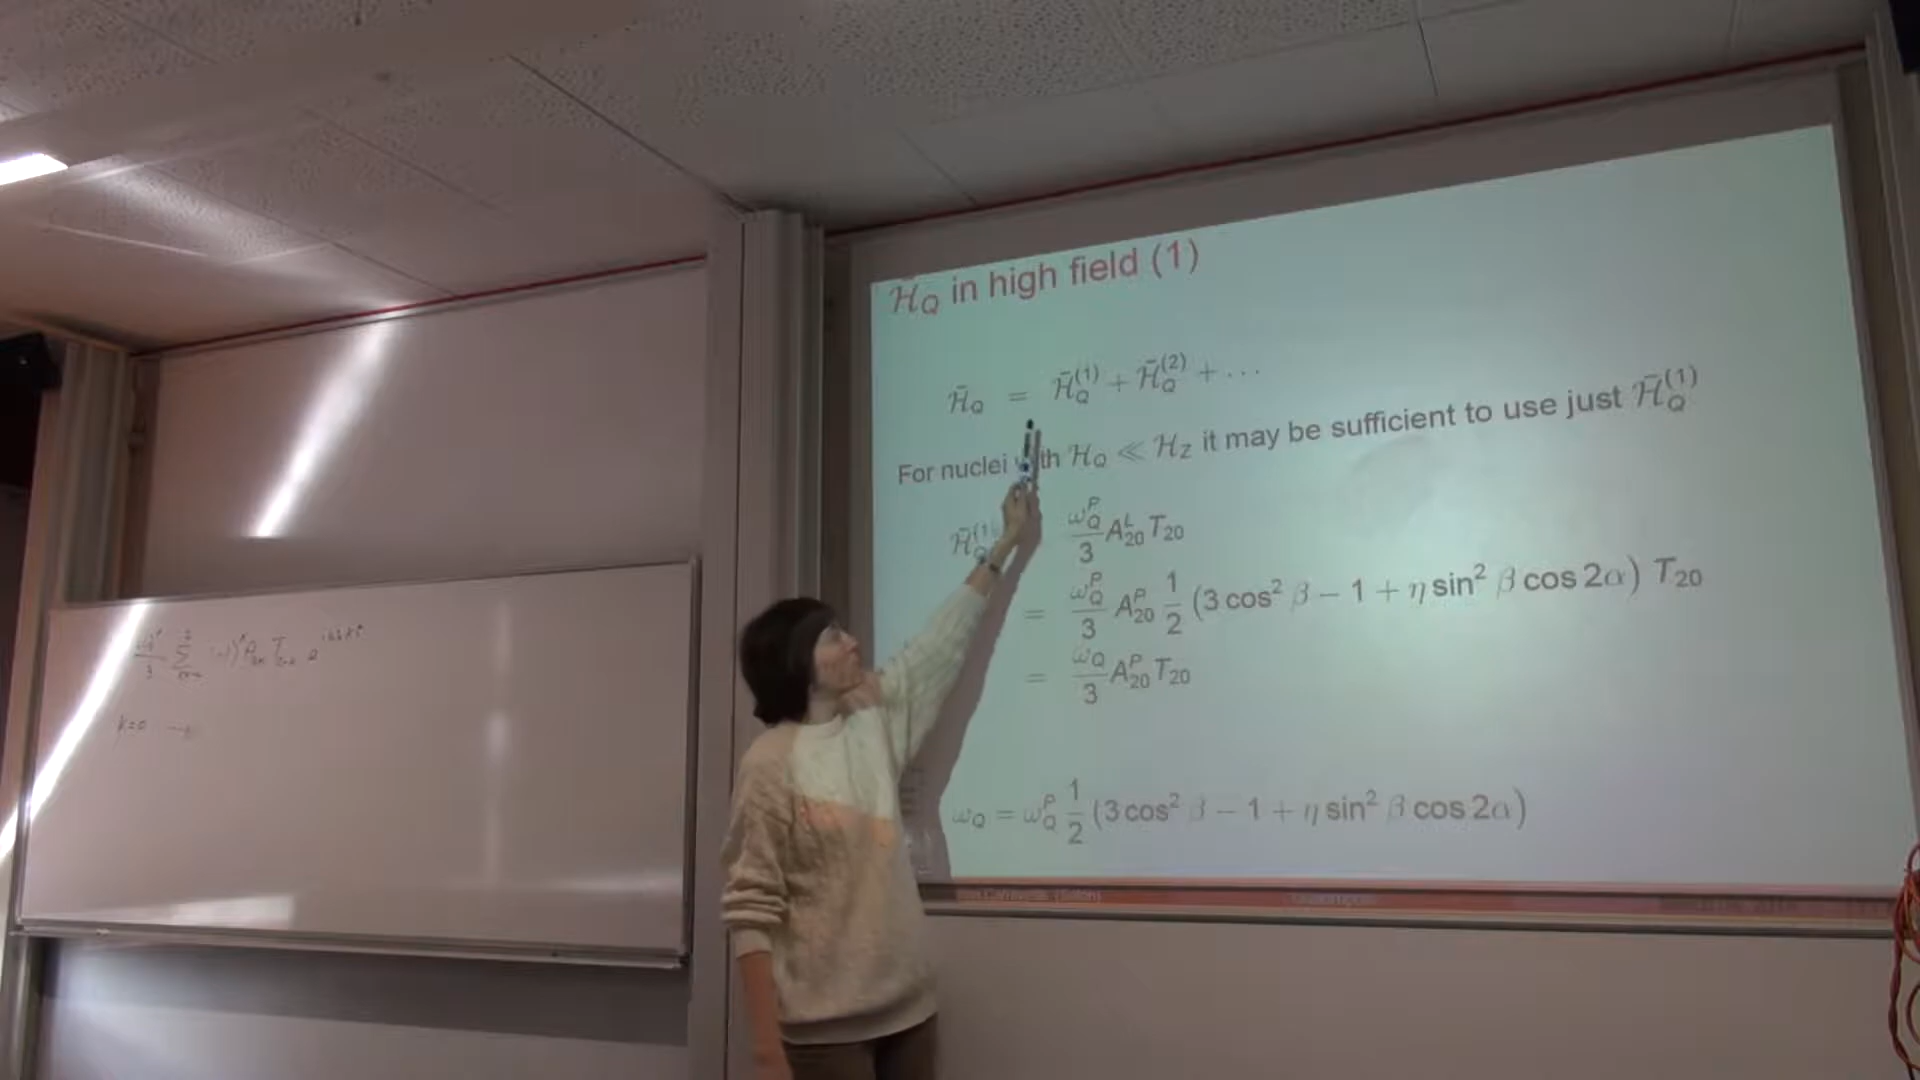 H_Q in high field (1)
H̄_Q = H̄_Q^(1) + H̄_Q^(2) + ...
For nuclei with H_Q ≪ H_Z it may be sufficient to use just H̄_Q^(1)
H̄_Q^(1) ω_Q^P/3 A_20^L T_20
= ω_Q^P/3 A_20^P 1/2 (3 cos² β − 1 + η sin² β cos 2α) T_20
= ω_Q/3 A_20^P T_20
ω_Q = ω_Q^P 1/2 (3 cos² β − 1 + η sin² β cos 2α)
k=0 →